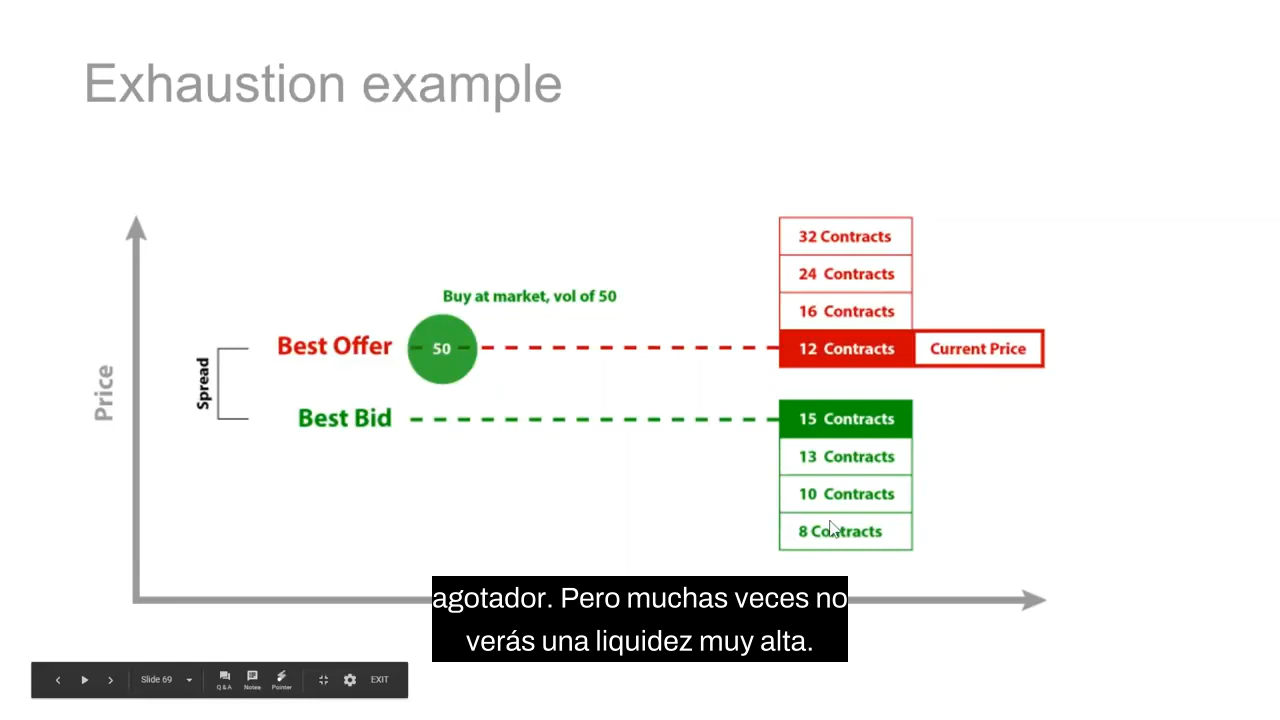 Exhaustion example
32 Contracts
24 Contracts
Buy at market, vol of 50
16 Contracts
Best Offer
50
12 Contracts
Current Price
Price
Spread
Best Bid
15 Contracts
13 Contracts
10 Contracts
8 Contracts
agotador. Pero muchas veces no
verás una liquidez muy alta.
Slide 69
Q & A
Notes
Pointer
EXIT